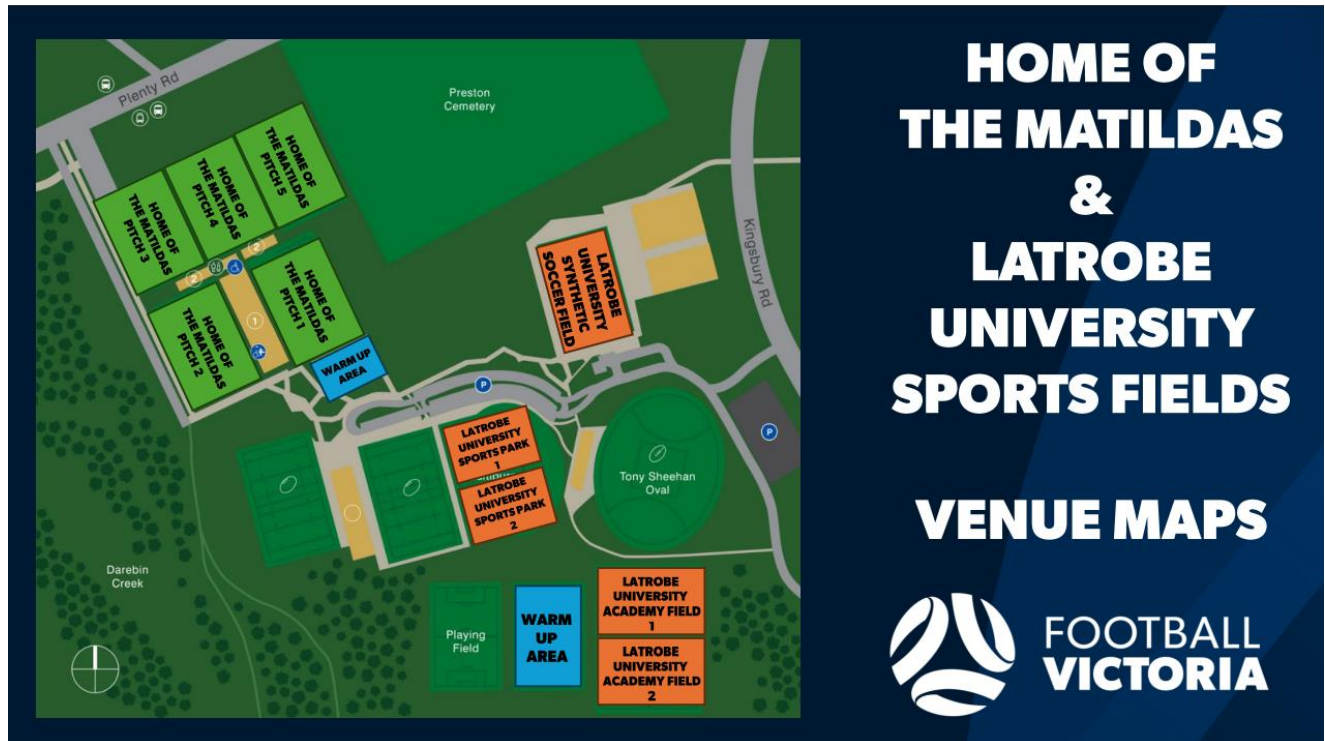 Plenty Rd
Preston
Cemetery
HOME OF
THE MATILDAS
PITCH 5
HOME OF
THE MATILDAS
PITCH 4
HOME OF
THE MATILDAS
PITCH 3
2
2
1
HOME OF
THE MATILDAS
PITCH 1
HOME OF
THE MATILDAS
PITCH 2
WARM UP
AREA
LATROBE
UNIVERSITY
SYNTHETIC
SOCCER FIELD
Kingsbury Rd
P
P
LATROBE
UNIVERSITY
SPORTS PARK
1
LATROBE
UNIVERSITY
SPORTS PARK
2
Tony Sheehan
Oval
Darebin
Creek
Playing
Field
WARM
UP
AREA
LATROBE
UNIVERSITY
ACADEMY FIELD
1
LATROBE
UNIVERSITY
ACADEMY FIELD
2
HOME OF
THE MATILDAS
&
LATROBE
UNIVERSITY
SPORTS FIELDS
VENUE MAPS
FOOTBALL
VICTORIA